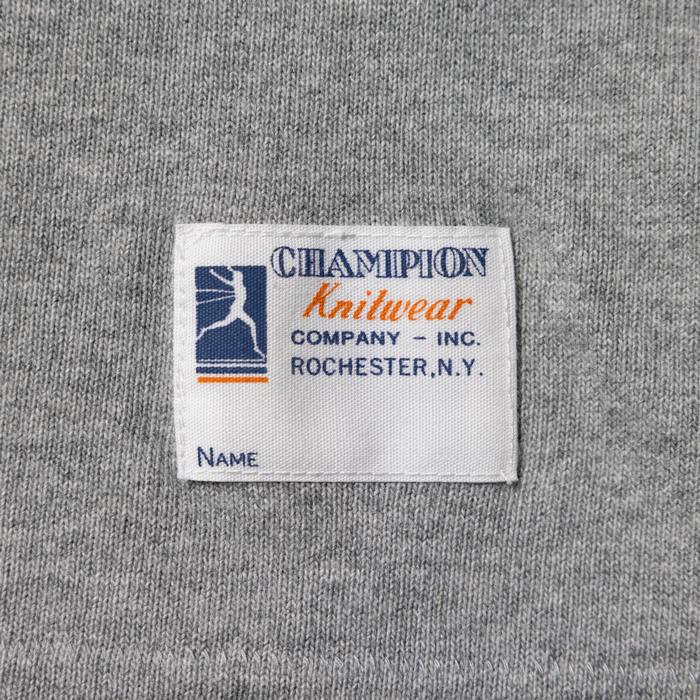 CHAMPION
Knitwear
COMPANY – INC.
ROCHESTER, N.Y.
NAME